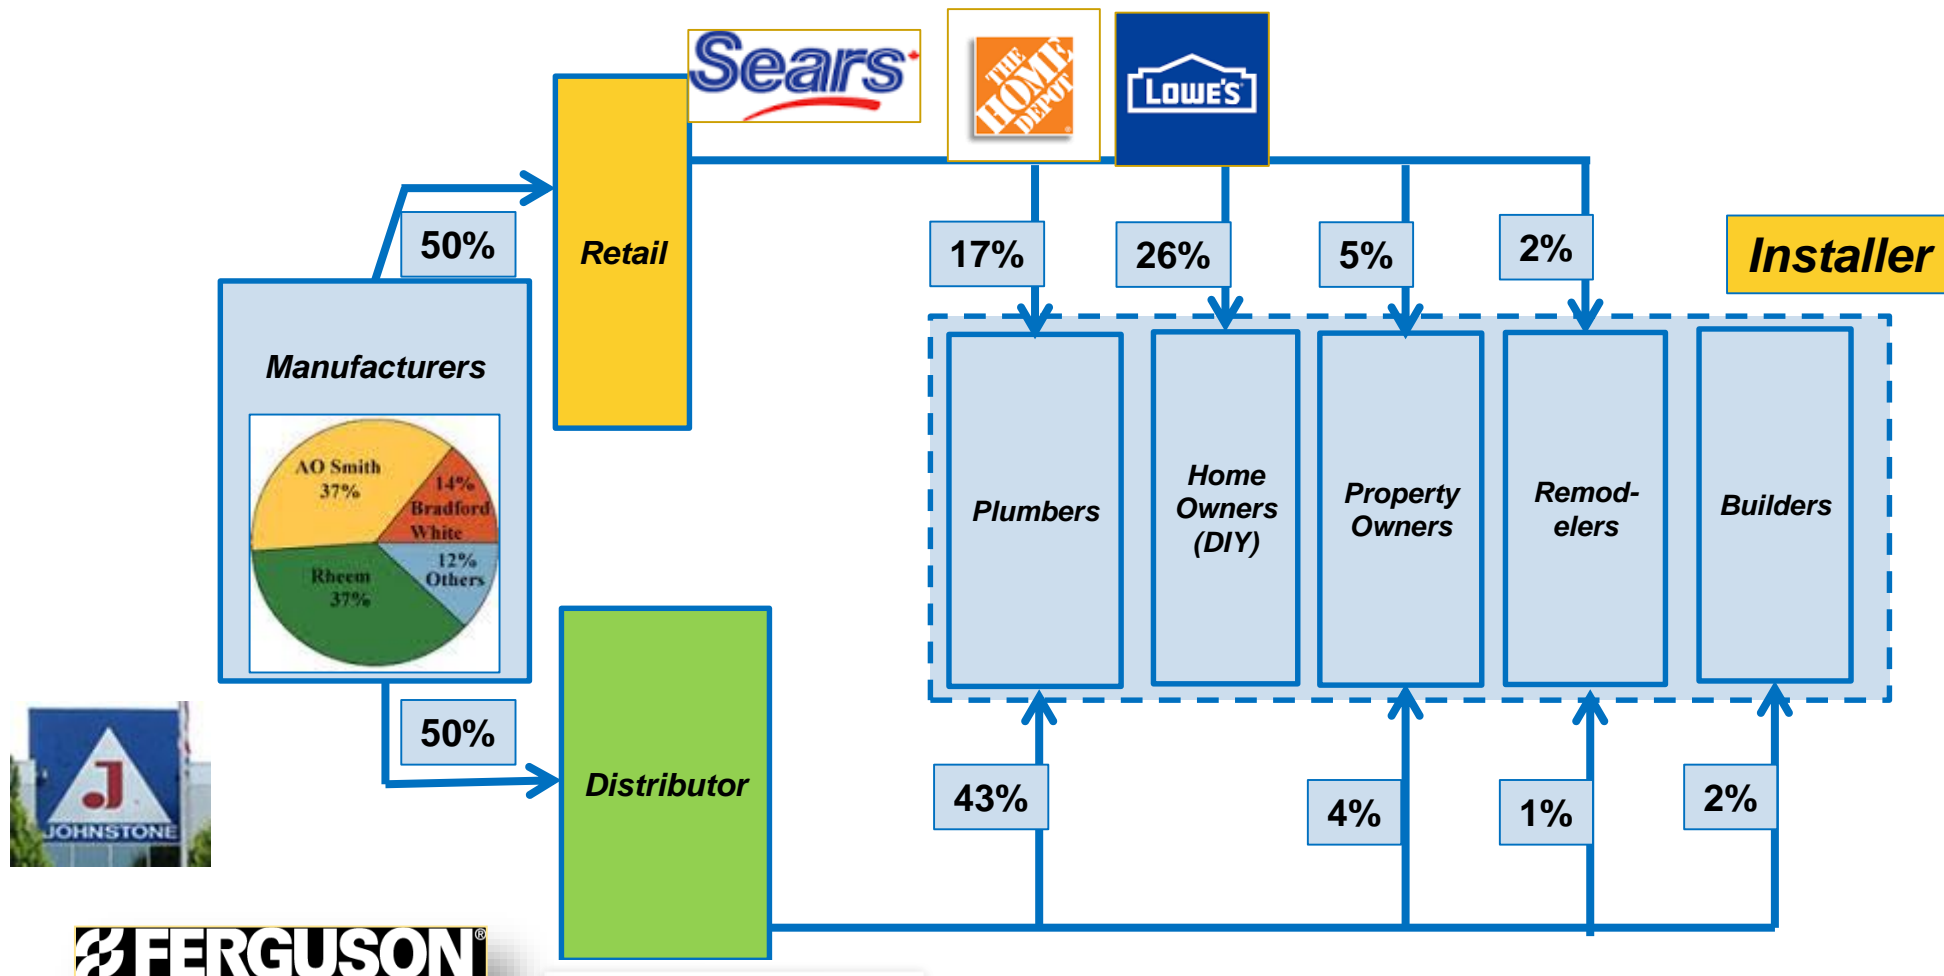 Sears
THE
HOME
DEPOT
LOWE'S
50%
Retail
17%
26%
5%
2%
Installer
Manufacturers
AO Smith
37%
14%
Bradford
White
12%
Others
Rheem
37%
Plumbers
Home
Owners
(DIY)
Property
Owners
Remod-
elers
Builders
50%
Distributor
43%
4%
1%
2%
J
JOHNSTONE
FERGUSON®